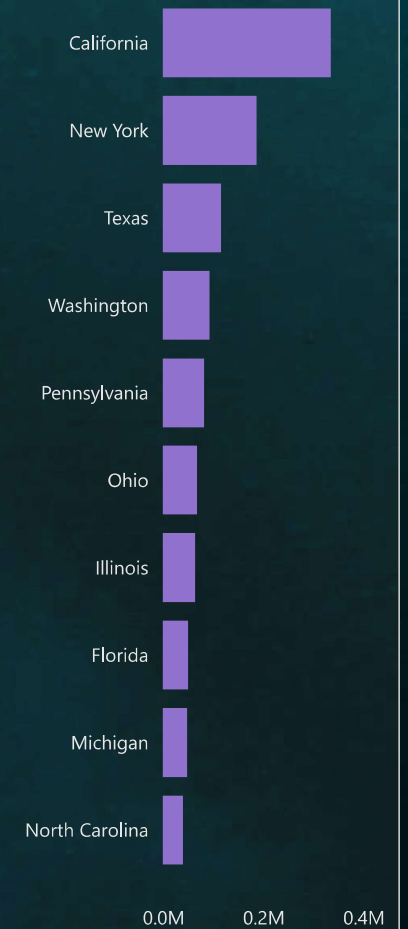 California
New York
Texas
Washington
Pennsylvania
Ohio
Illinois
Florida
Michigan
North Carolina
0.0M 0.2M 0.4M